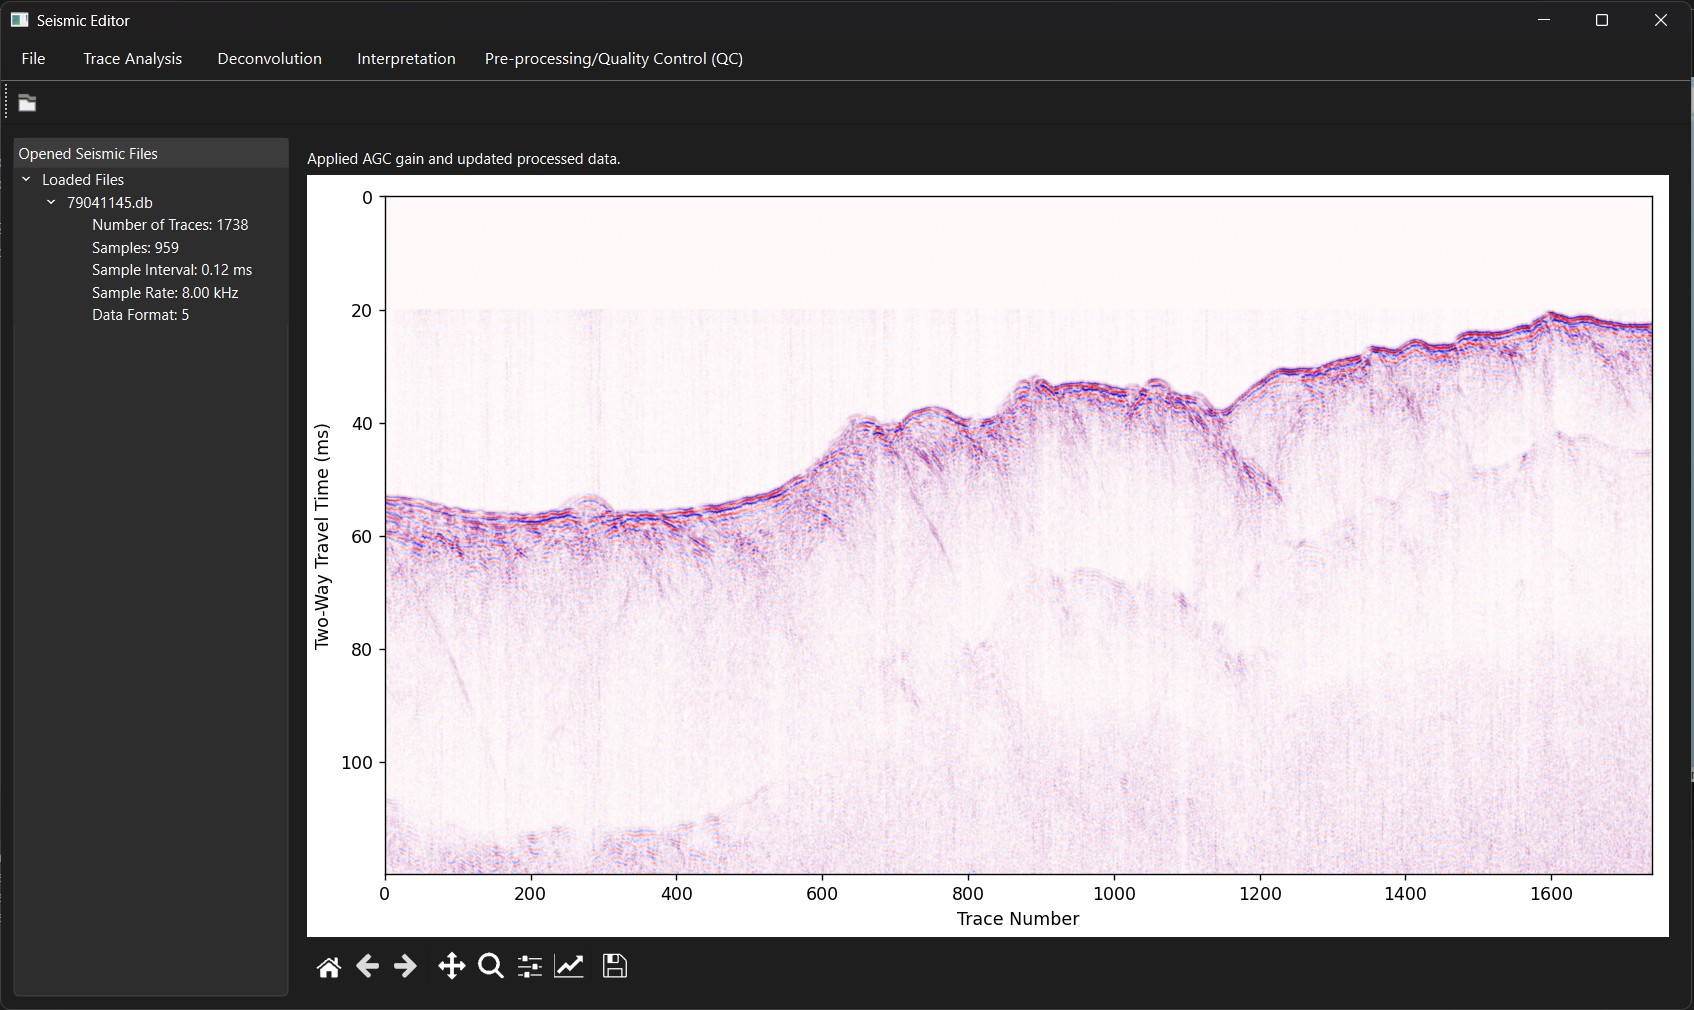 Seismic Editor
File Trace Analysis Deconvolution Interpretation Pre-processing/Quality Control (QC)
Opened Seismic Files
Loaded Files
79041145.db
Number of Traces: 1738
Samples: 959
Sample Interval: 0.12 ms
Sample Rate: 8.00 kHz
Data Format: 5
Applied AGC gain and updated processed data.
0
20
40
60
80
100
Two-Way Travel Time (ms)
0 200 400 600 800 1000 1200 1400 1600
Trace Number